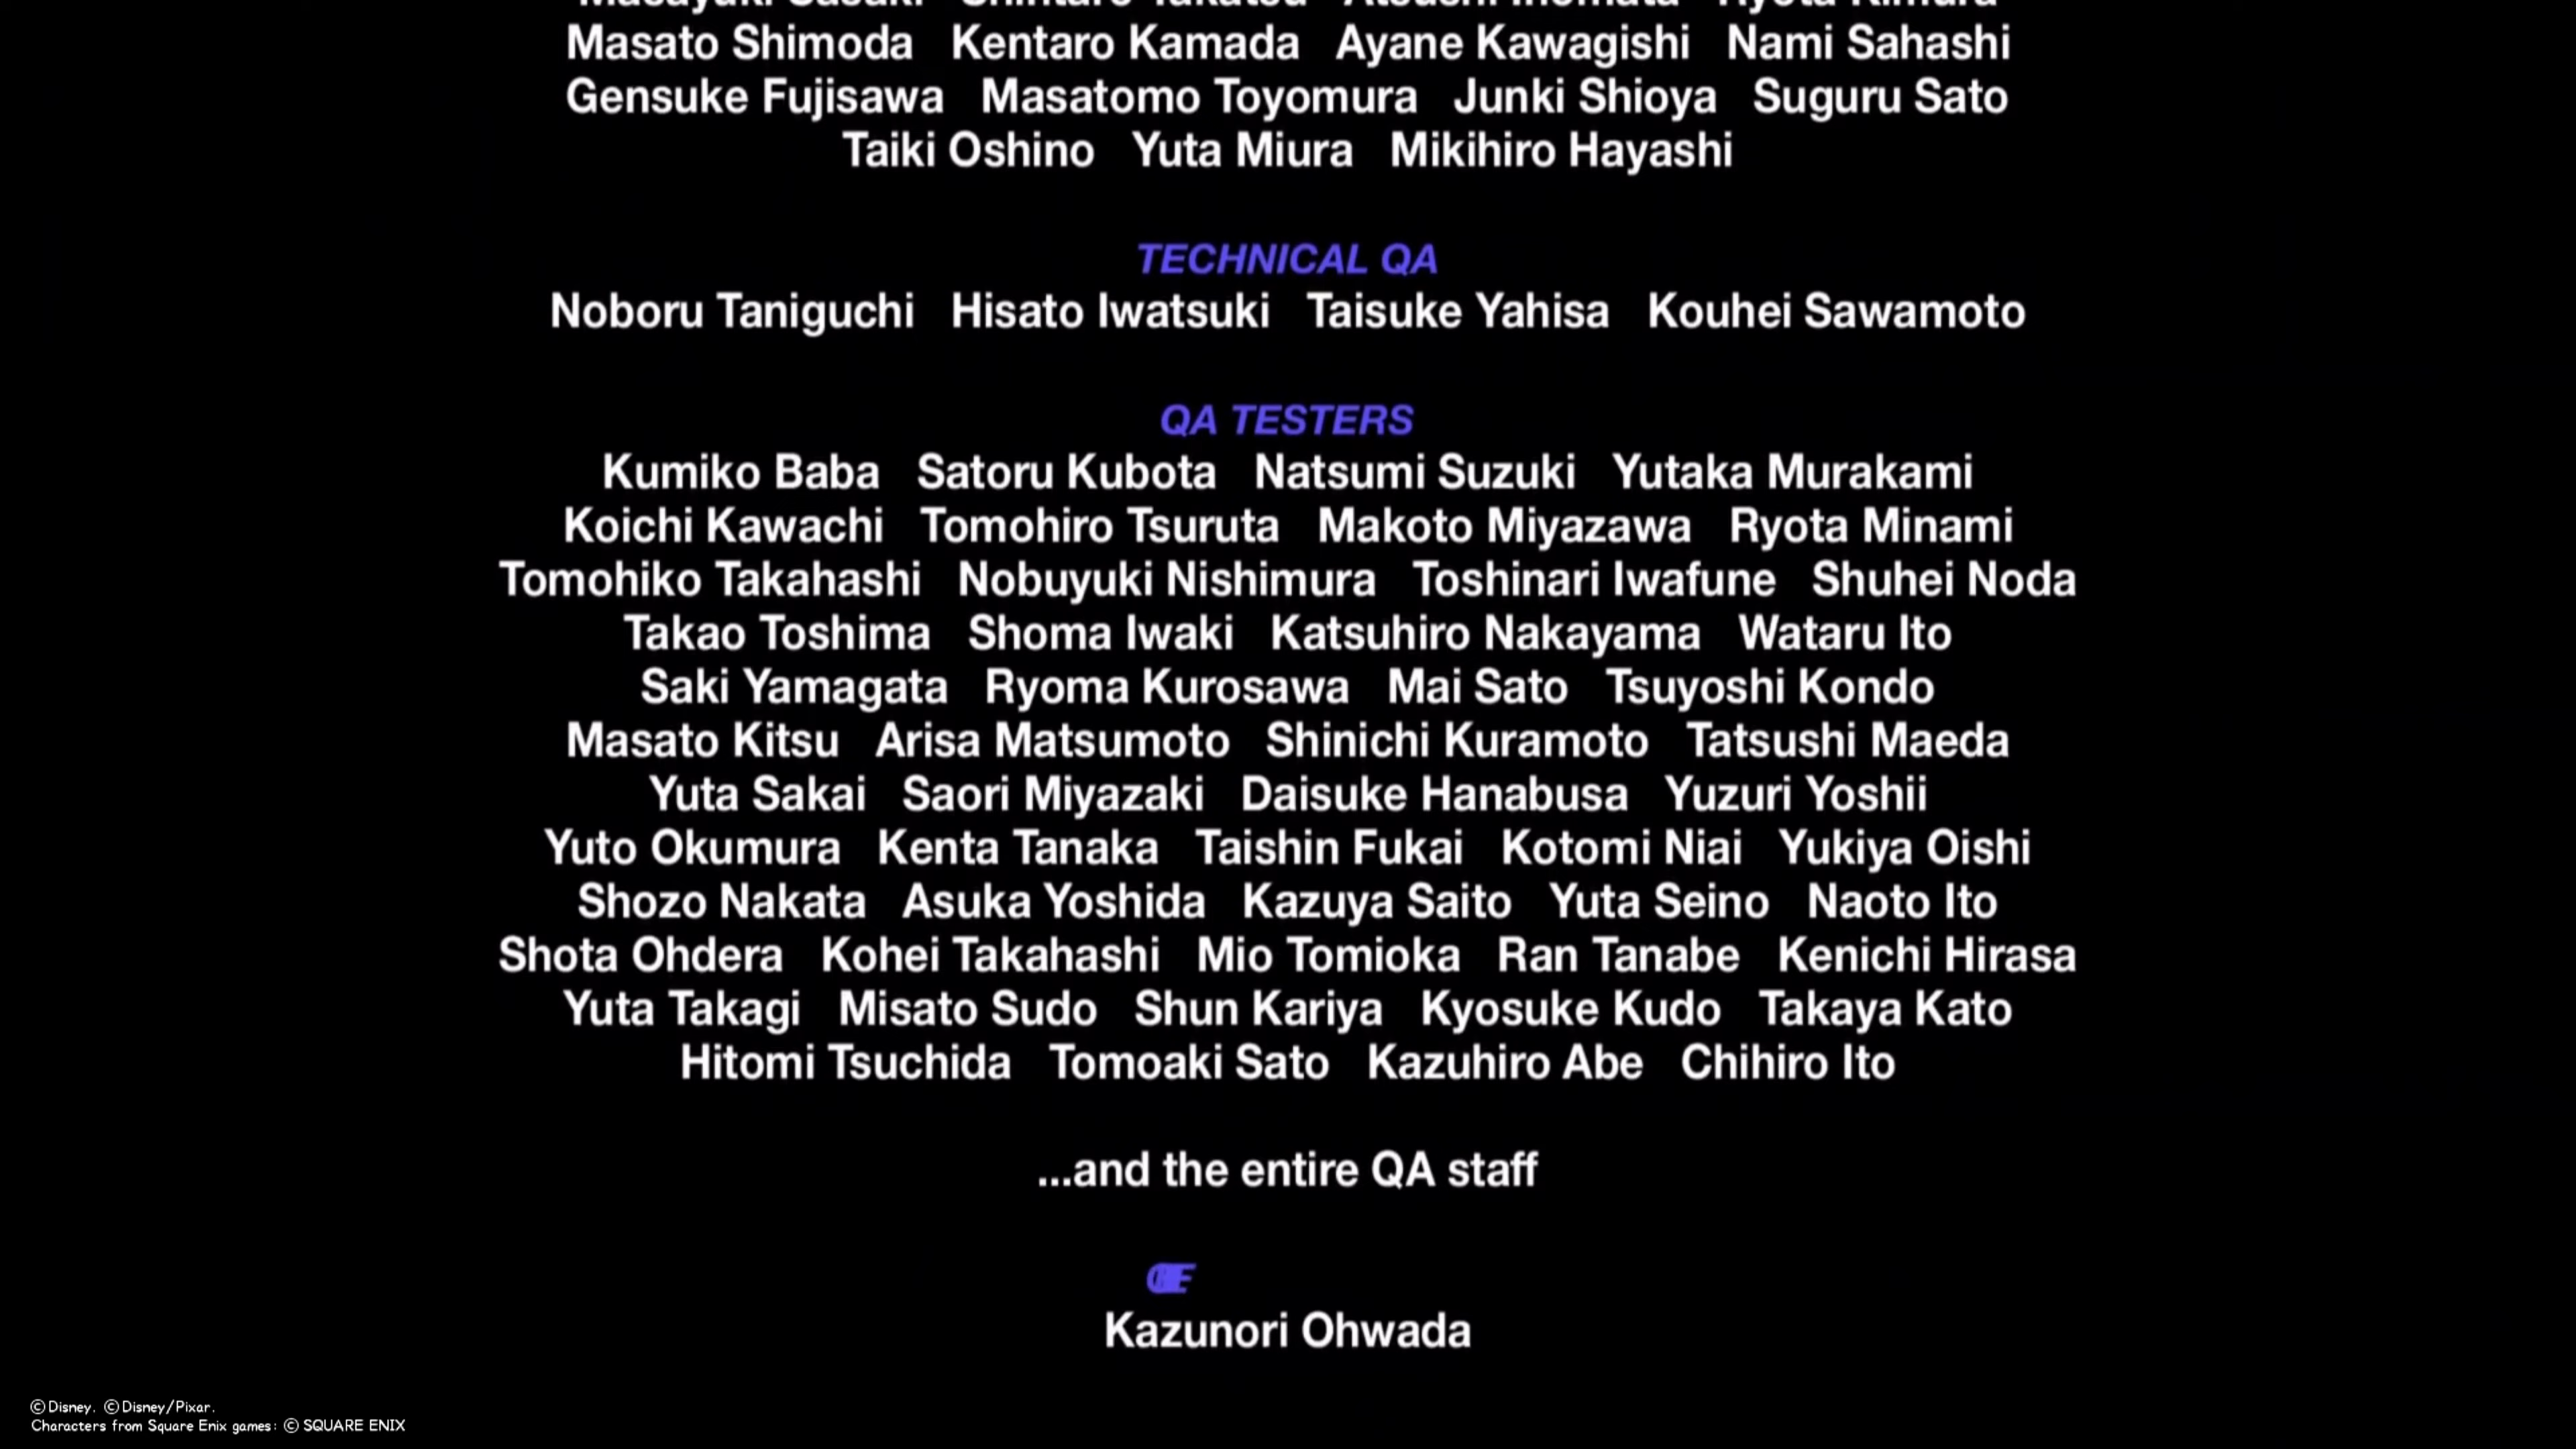 Masato Shimoda Kentaro Kamada Ayane Kawagishi Nami Sahashi
Gensuke Fujisawa Masatomo Toyomura Junki Shioya Suguru Sato
Taiki Oshino Yuta Miura Mikihiro Hayashi
TECHNICAL QA
Noboru Taniguchi Hisato Iwatsuki Taisuke Yahisa Kouhei Sawamoto
QA TESTERS
Kumiko Baba Satoru Kubota Natsumi Suzuki Yutaka Murakami
Koichi Kawachi Tomohiro Tsuruta Makoto Miyazawa Ryota Minami
Tomohiko Takahashi Nobuyuki Nishimura Toshinari Iwafune Shuhei Noda
Takao Toshima Shoma Iwaki Katsuhiro Nakayama Wataru Ito
Saki Yamagata Ryoma Kurosawa Mai Sato Tsuyoshi Kondo
Masato Kitsu Arisa Matsumoto Shinichi Kuramoto Tatsushi Maeda
Yuta Sakai Saori Miyazaki Daisuke Hanabusa Yuzuri Yoshii
Yuto Okumura Kenta Tanaka Taishin Fukai Kotomi Niai Yukiya Oishi
Shozo Nakata Asuka Yoshida Kazuya Saito Yuta Seino Naoto Ito
Shota Ohdera Kohei Takahashi Mio Tomioka Ran Tanabe Kenichi Hirasa
Yuta Takagi Misato Sudo Shun Kariya Kyosuke Kudo Takaya Kato
Hitomi Tsuchida Tomoaki Sato Kazuhiro Abe Chihiro Ito
...and the entire QA staff
Kazunori Ohwada
©Disney. ©Disney/Pixar.
Characters from Square Enix games: © SQUARE ENIX